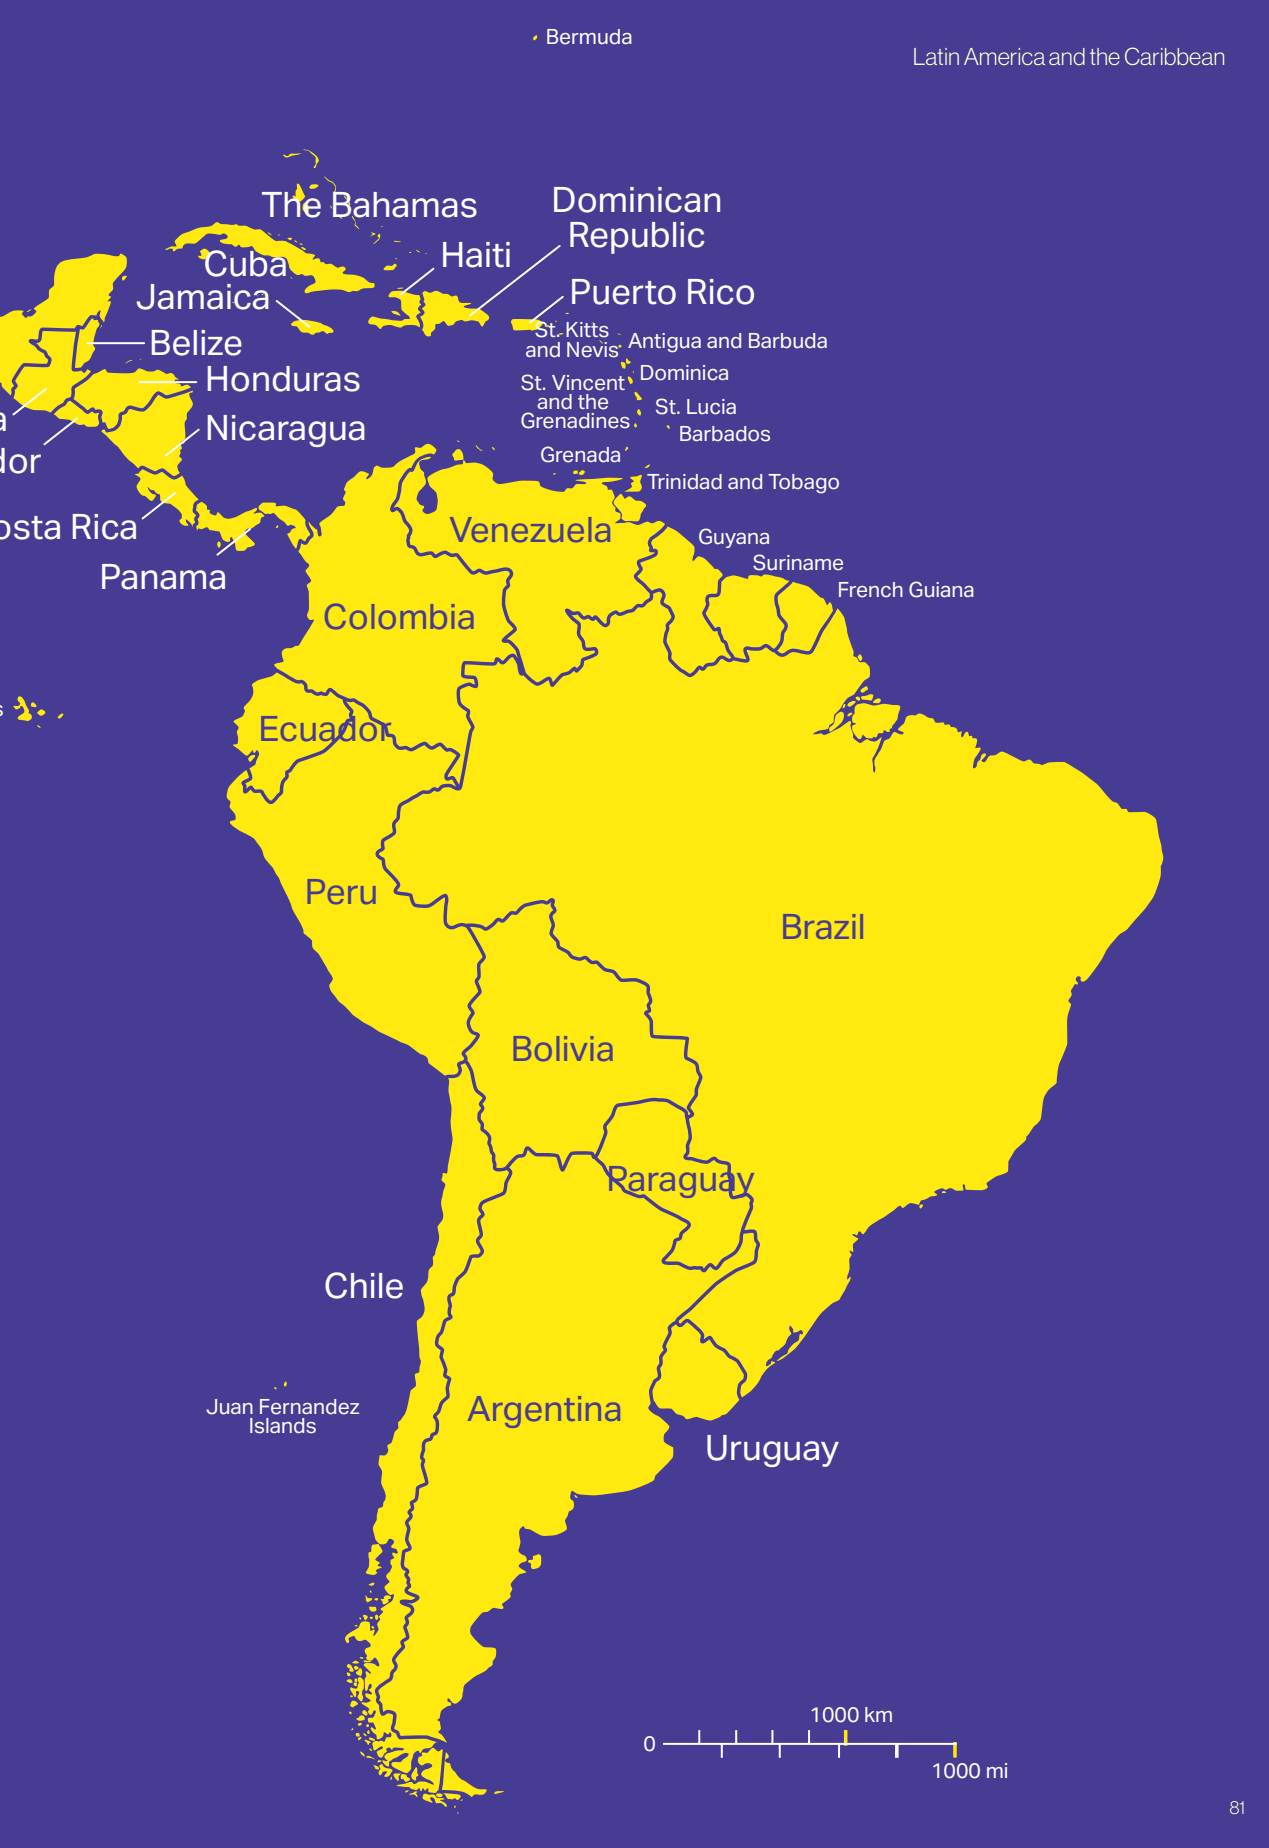 Bermuda
Latin America and the Caribbean
The Bahamas
Dominican
Republic
Haiti
Cuba
Jamaica
Puerto Rico
St. Kitts
and Nevis
Antigua and Barbuda
Belize
Dominica
Honduras
St. Vincent
and the
Grenadines
St. Lucia
a
Nicaragua
Barbados
dor
Grenada
Trinidad and Tobago
osta Rica
Venezuela
Guyana
Panama
Suriname
French Guiana
Colombia
s
Ecuador
Peru
Brazil
Bolivia
Paraguay
Chile
Juan Fernandez
Islands
Argentina
Uruguay
1000 km
0
1000 mi
81